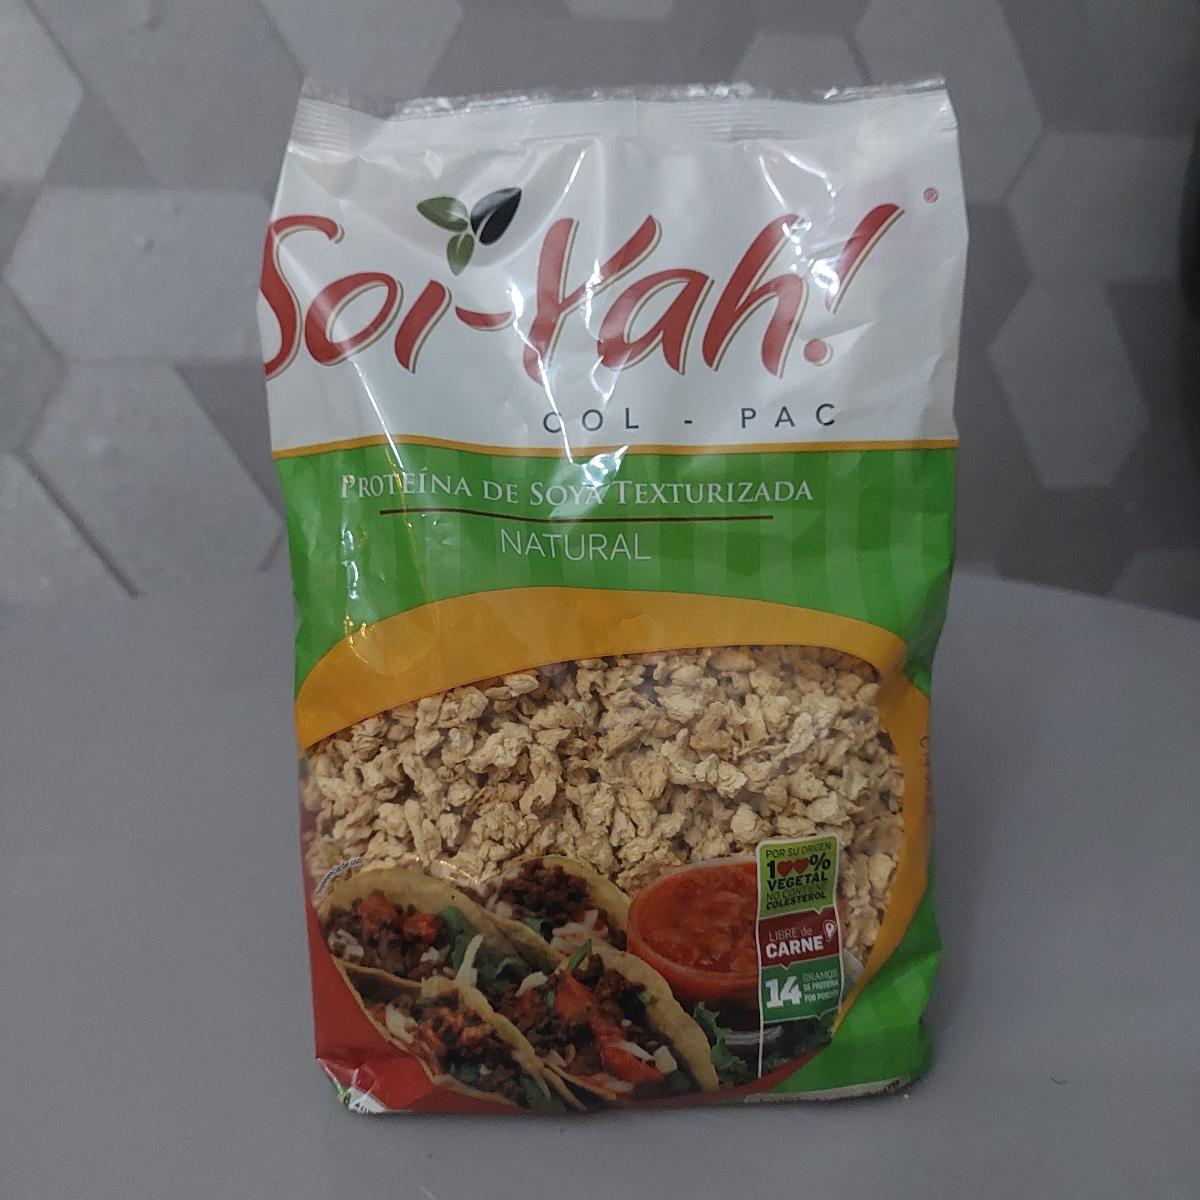 Soi-Yah!
®
COL - PAC
PROTEÍNA DE SOYA TEXTURIZADA
NATURAL
POR SU ORIGEN
100%
VEGETAL
NO CONTIENE
COLESTEROL
LIBRE de
CARNE
14 GRAMOS
DE PROTEÍNA
POR PORCIÓN